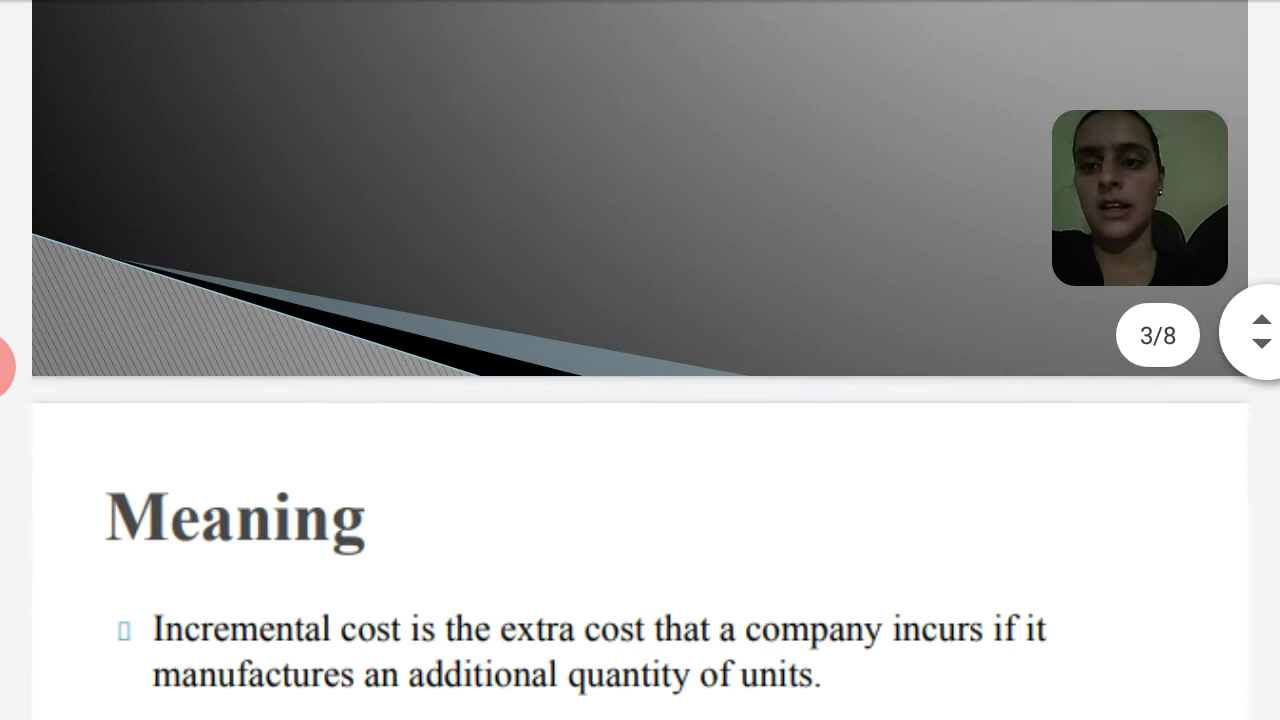 3/8
Meaning
Incremental cost is the extra cost that a company incurs if it
manufactures an additional quantity of units.